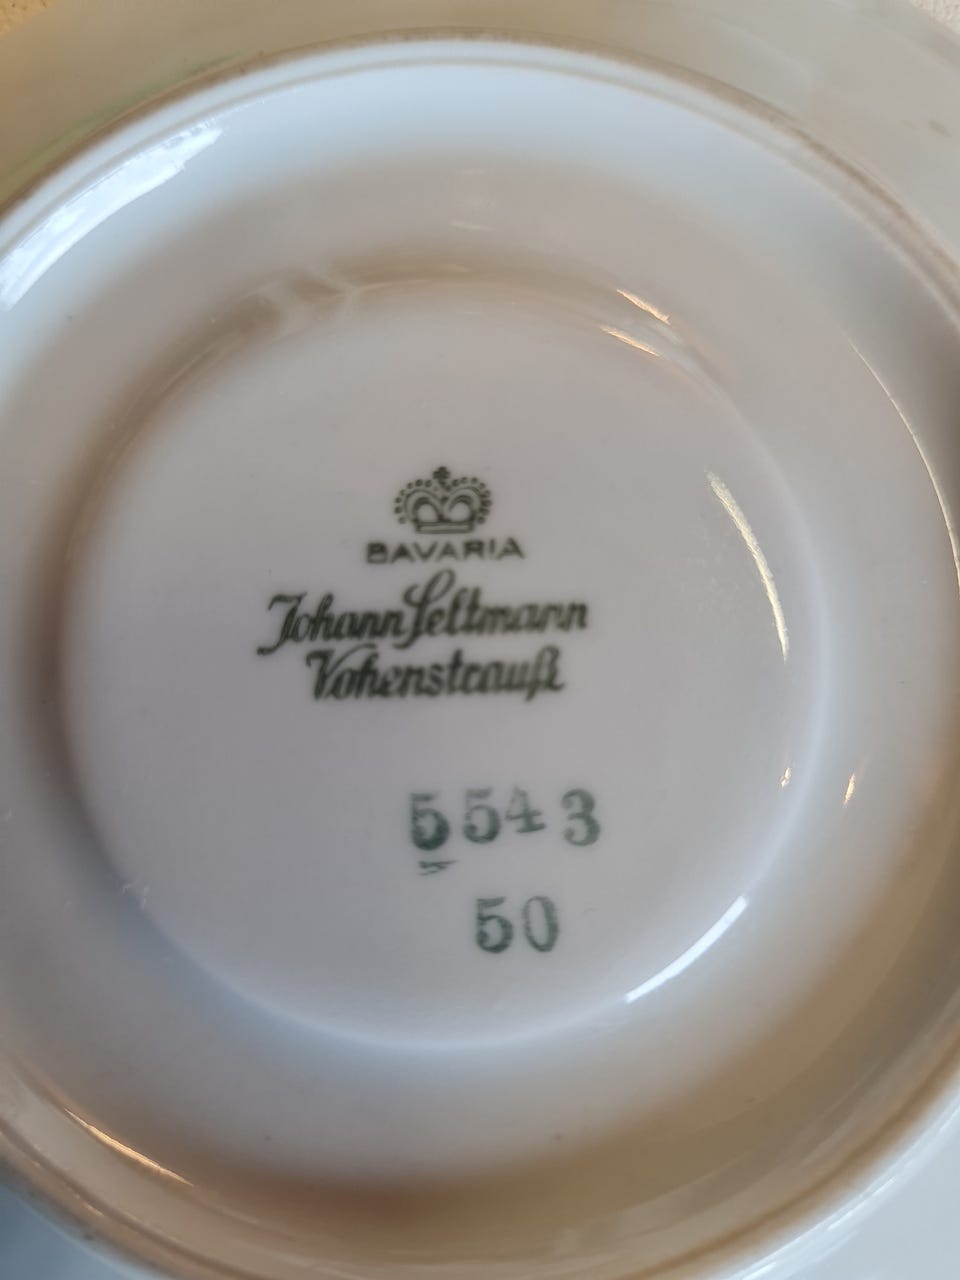 BAVARIA
Johann Seltmann
Vohenstrauß
5543
50